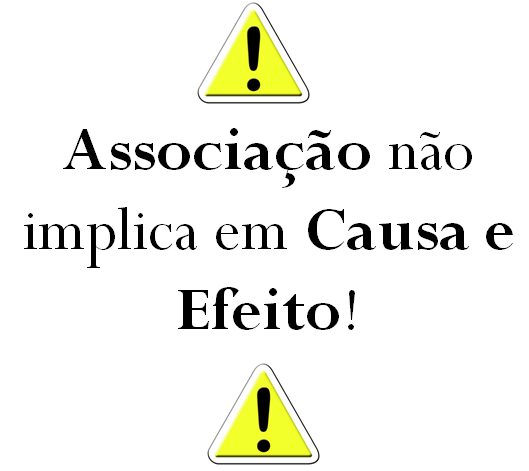 Associação não
implica em Causa e
Efeito!